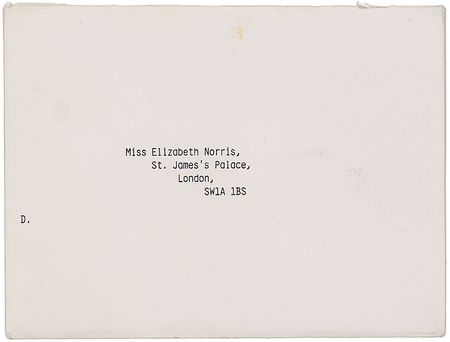 Miss Elizabeth Norris,
St. James's Palace,
London,
SW1A 1BS
D.